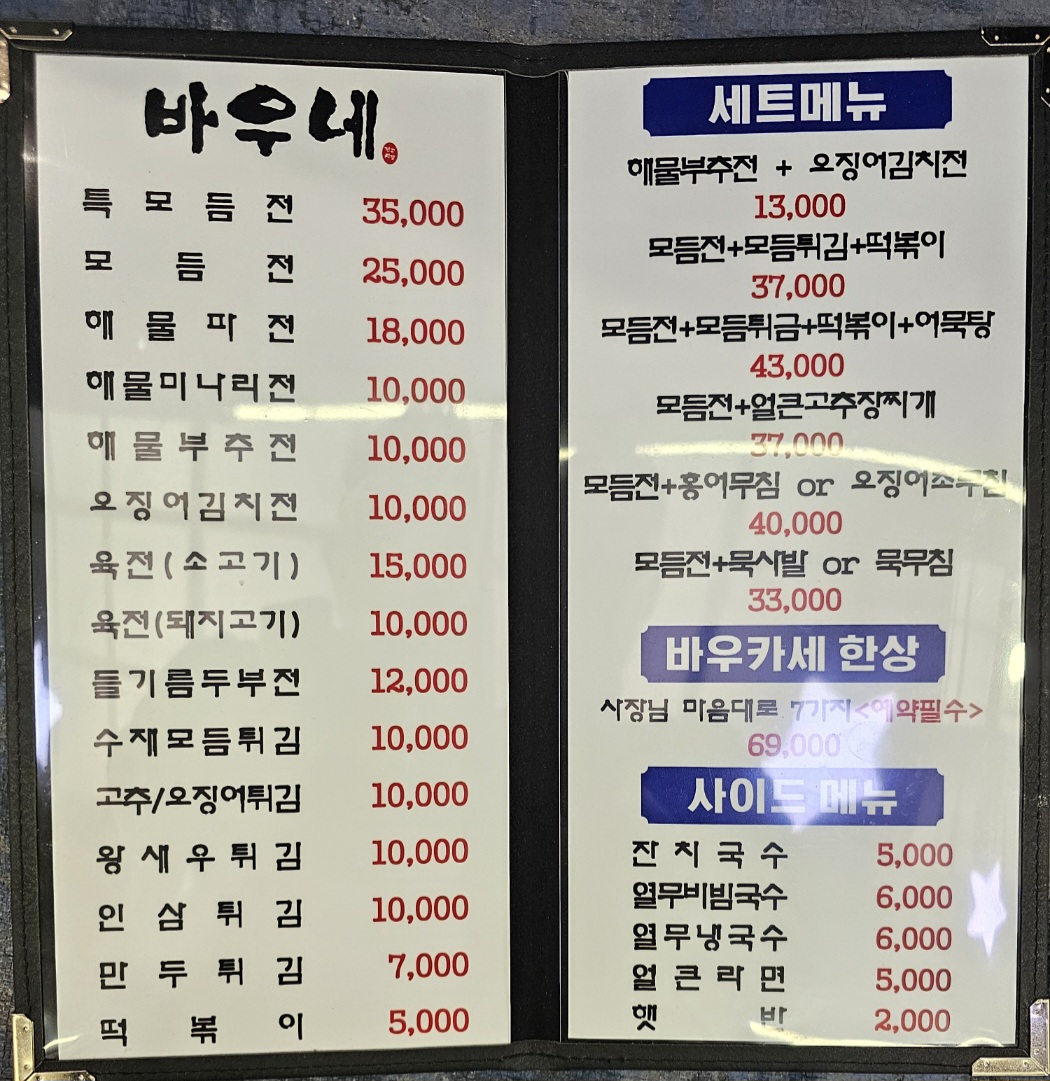 바우네
특모듬전 35,000
모듬전 25,000
해물파전 18,000
해물미나리전 10,000
해물부추전 10,000
오징어김치전 10,000
육전(소고기) 15,000
육전(돼지고기) 10,000
들기름두부전 12,000
수재모듬튀김 10,000
고추/오징어튀김 10,000
왕새우튀김 10,000
인삼튀김 10,000
만두튀김 7,000
떡볶이 5,000
세트메뉴
해물부추전 + 오징어김치전
13,000
모듬전+모듬튀김+떡볶이
37,000
모듬전+모듬튀금+떡볶이+어묵탕
43,000
모듬전+얼큰고추장찌개
37,000
모듬전+홍어무침 or 오징어초무침
40,000
모듬전+묵사발 or 묵무침
33,000
바우카세 한상
사장님 마음대로 7가지<예약필수>
69,000
사이드 메뉴
잔치국수 5,000
열무비빔국수 6,000
열무냉국수 6,000
얼큰라면 5,000
햇반 2,000